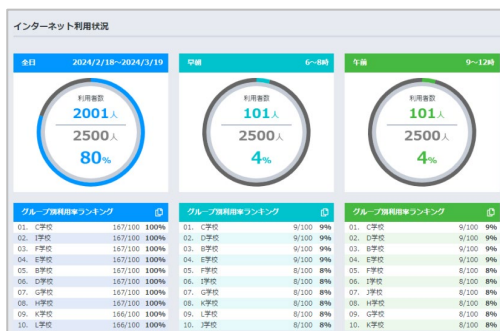 インターネット利用状況
全日 2024/2/18～2024/3/19
利用者数
2001人
2500人
80%
早朝 6～8時
利用者数
101人
2500人
4%
午前 9～12時
利用者数
101人
2500人
4%
グループ別利用率ランキング
01. C学校 167/100 100%
02. I学校 167/100 100%
03. F学校 167/100 100%
04. E学校 167/100 100%
05. B学校 167/100 100%
06. D学校 167/100 100%
07. G学校 167/100 100%
08. H学校 167/100 100%
09. K学校 166/100 100%
10. L学校 166/100 100%
グループ別利用率ランキング
01. C学校 9/100 9%
02. D学校 9/100 9%
03. B学校 9/100 9%
04. E学校 9/100 9%
05. F学校 8/100 8%
06. I学校 8/100 8%
07. G学校 8/100 8%
08. K学校 8/100 8%
09. L学校 8/100 8%
10. J学校 8/100 8%
グループ別利用率ランキング
01. C学校 9/100 9%
02. D学校 9/100 9%
03. B学校 9/100 9%
04. E学校 9/100 9%
05. F学校 8/100 8%
06. I学校 8/100 8%
07. J学校 8/100 8%
08. H学校 8/100 8%
09. G学校 8/100 8%
10. K学校 8/100 8%